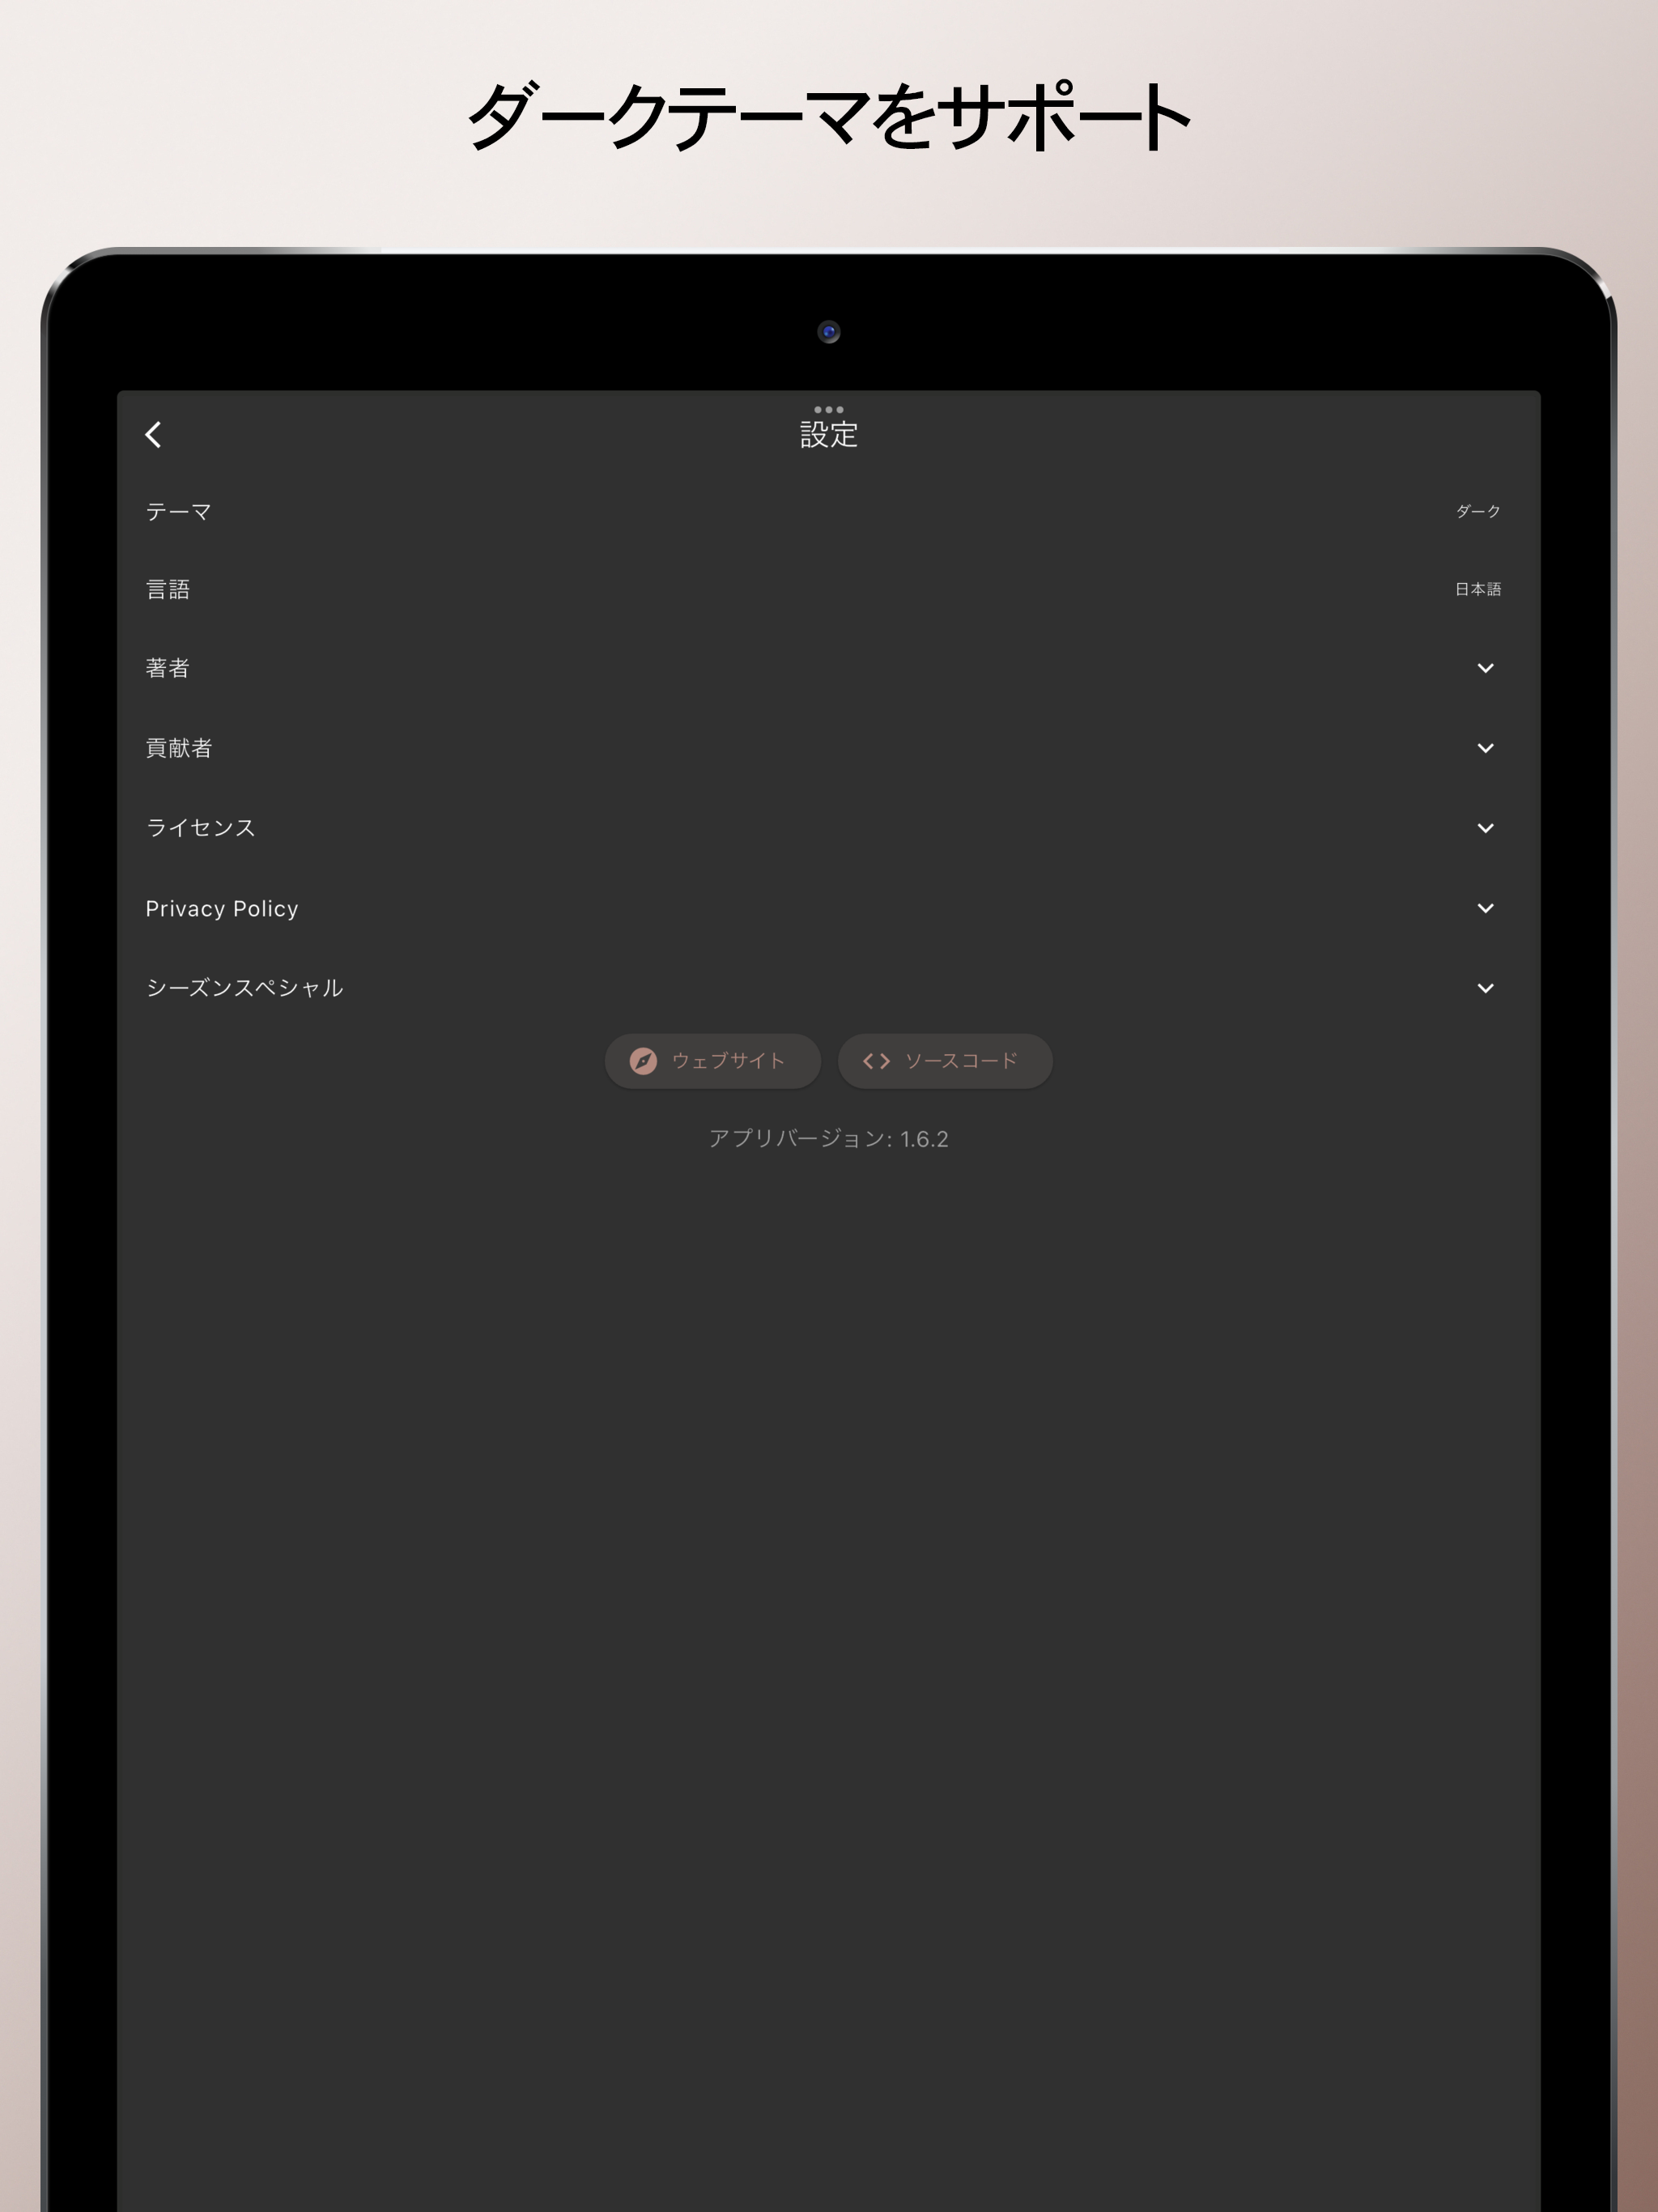 ダークテーマをサポート
設定
テーマ ダーク
言語 日本語
著者
貢献者
ライセンス
Privacy Policy
シーズンスペシャル
ウェブサイト ソースコード
アプリバージョン: 1.6.2